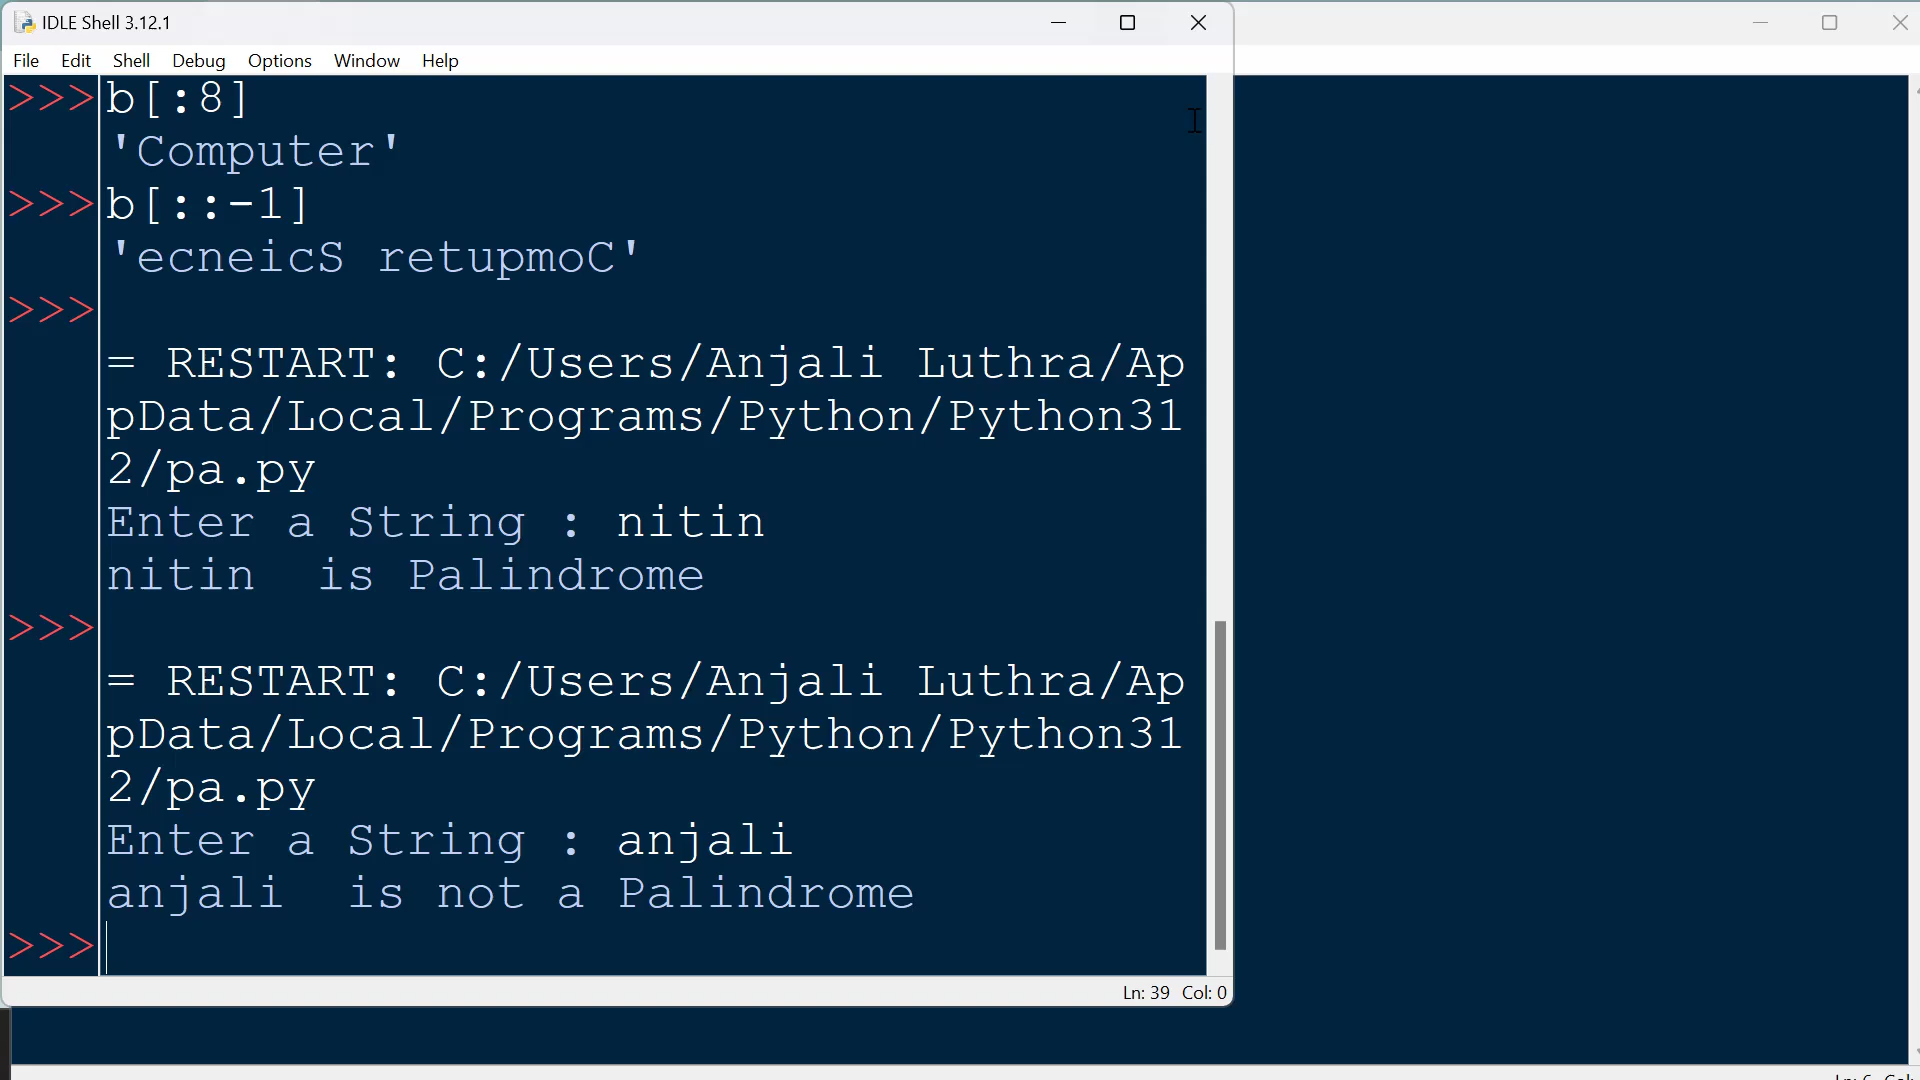 IDLE Shell 3.12.1
File Edit Shell Debug Options Window Help
>>> b[:8]
'Computer'
>>> b[::-1]
'ecneicS retupmoC'
>>>
= RESTART: C:/Users/Anjali Luthra/Ap
pData/Local/Programs/Python/Python31
2/pa.py
Enter a String : nitin
nitin  is Palindrome
>>>
= RESTART: C:/Users/Anjali Luthra/Ap
pData/Local/Programs/Python/Python31
2/pa.py
Enter a String : anjali
anjali  is not a Palindrome
>>>
Ln: 39 Col: 0